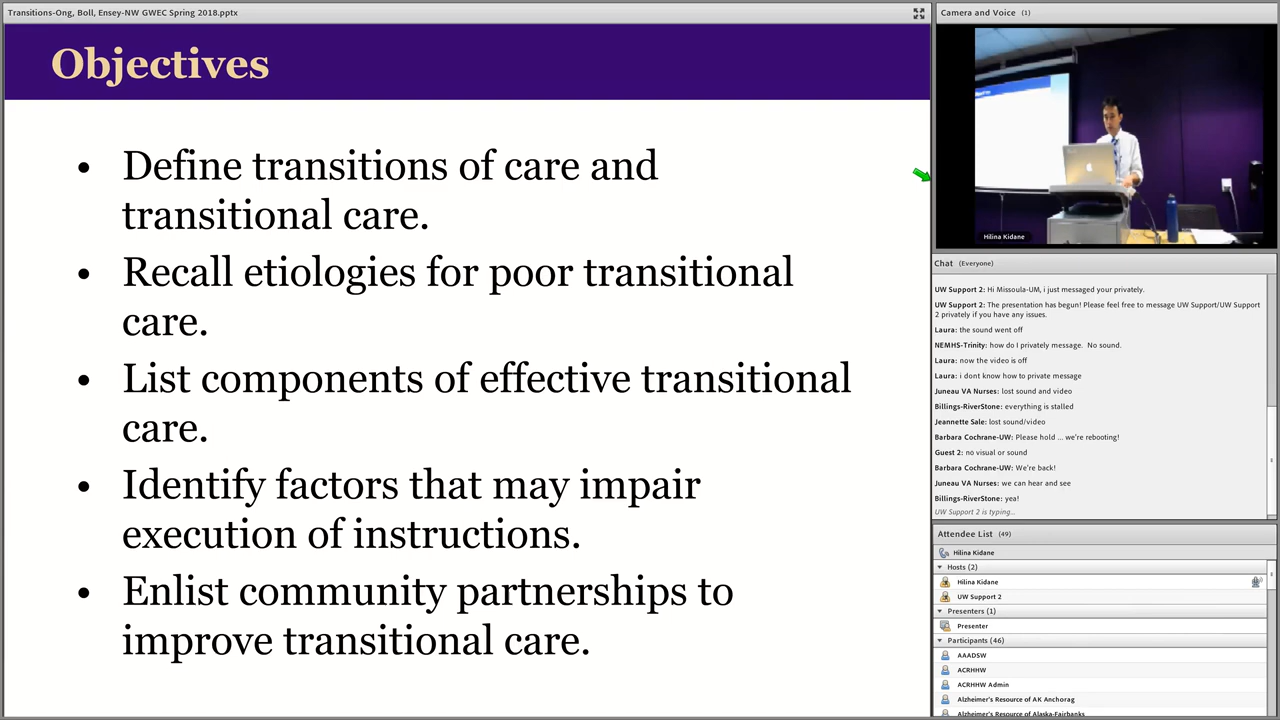 Transitions-Ong, Boll, Ensey-NW GWEC Spring 2018.pptx
Objectives
• Define transitions of care and
transitional care.
• Recall etiologies for poor transitional
care.
• List components of effective transitional
care.
• Identify factors that may impair
execution of instructions.
• Enlist community partnerships to
improve transitional care.
Camera and Voice (1)
Hilina Kidane
Chat (Everyone)
UW Support 2: Hi Missoula-UM, i just messaged your privately.
UW Support 2: The presentation has begun! Please feel free to message UW Support/UW Support
2 privately if you have any issues.
Laura: the sound went off
NEMHS-Trinity: how do I privately message. No sound.
Laura: now the video is off
Laura: i dont know how to private message
Juneau VA Nurses: lost sound and video
Billings-RiverStone: everything is stalled
Jeannette Sale: lost sound/video
Barbara Cochrane-UW: Please hold ... we're rebooting!
Guest 2: no visual or sound
Barbara Cochrane-UW: We're back!
Juneau VA Nurses: we can hear and see
Billings-RiverStone: yea!
UW Support 2 is typing...
Attendee List (49)
Hilina Kidane
Hosts (2)
Hilina Kidane
UW Support 2
Presenters (1)
Presenter
Participants (46)
AAADSW
ACRHHW
ACRHHW Admin
Alzheimer's Resource of AK Anchorag
Alzheimer's Resource of Alaska-Fairbanks